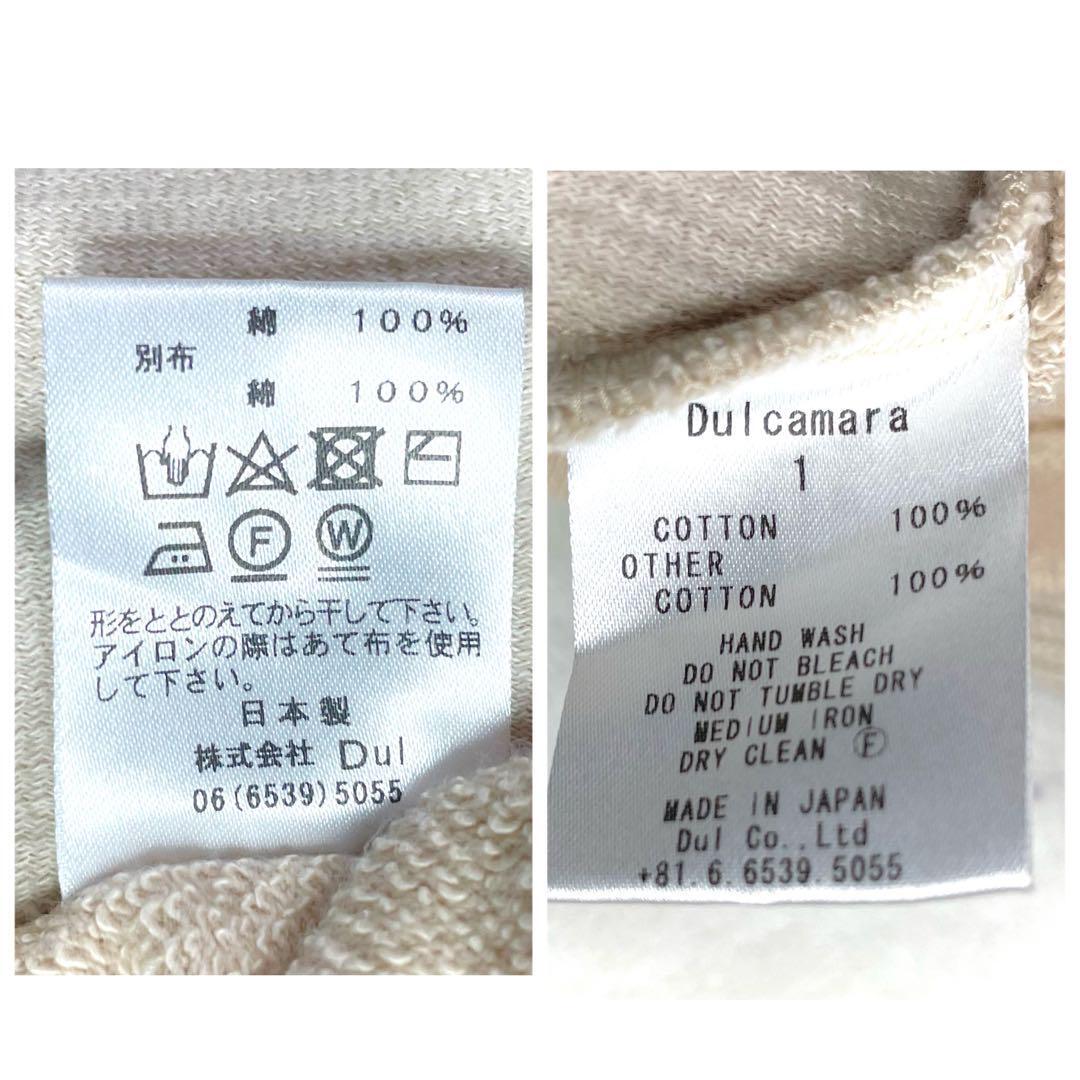 綿 100%
別布
綿 100%
F W
形をととのえてから干して下さい。
アイロンの際はあて布を使用
して下さい。
日本製
株式会社 Dul
06(6539)5055
Dulcamara
1
COTTON 100%
OTHER
COTTON 100%
HAND WASH
DO NOT BLEACH
DO NOT TUMBLE DRY
MEDIUM IRON
DRY CLEAN Ⓕ
MADE IN JAPAN
Dul Co.,Ltd
+81.6.6539.5055